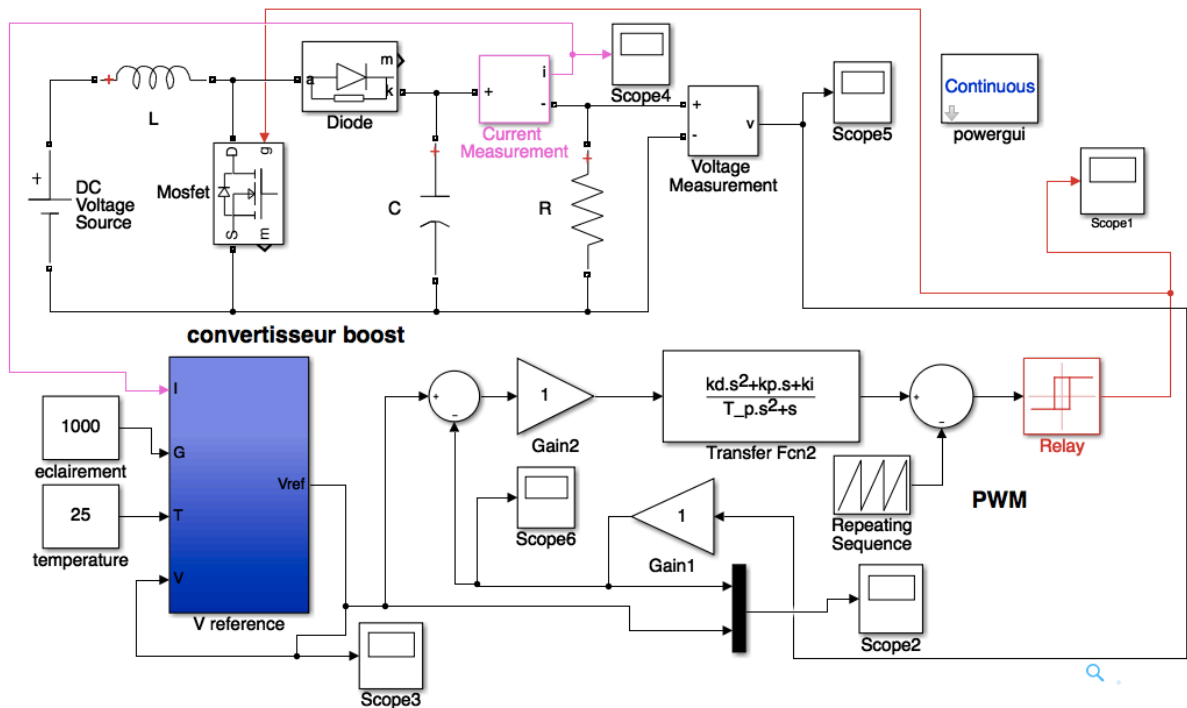 m
i
Scope4
+
L
a
k
Diode
+
-
Current
Measurement
+
-
v
Voltage
Measurement
Scope5
Continuous
powergui
Scope1
+
DC
Voltage
Source
D
g
S
m
Mosfet
+
C
+
R
convertisseur boost
I
1000
eclairement
G
25
temperature
T
V
Vref
V reference
+
-
1
Gain2
kd.s²+kp.s+ki
T_p.s²+s
Transfer Fcn2
+
-
Relay
Repeating
Sequence
PWM
Scope6
1
Gain1
Scope2
Scope3